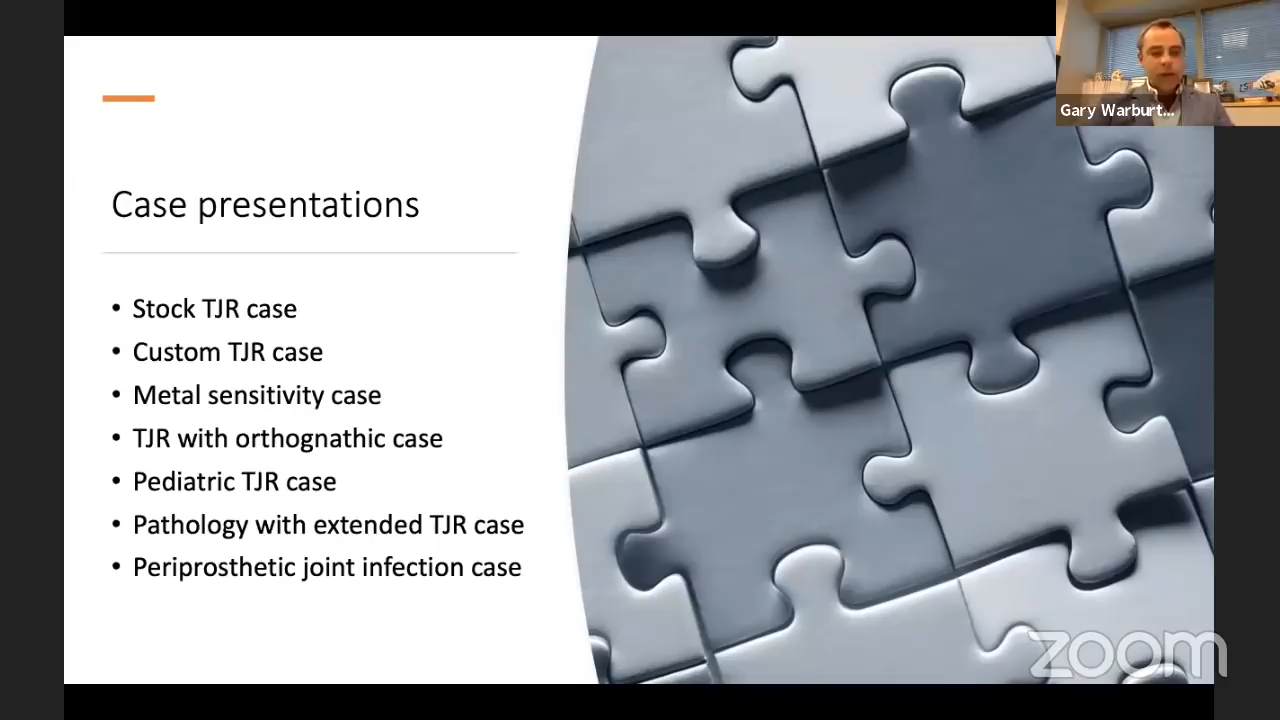 Gary Warburt...
Case presentations
• Stock TJR case
• Custom TJR case
• Metal sensitivity case
• TJR with orthognathic case
• Pediatric TJR case
• Pathology with extended TJR case
• Periprosthetic joint infection case
zoom